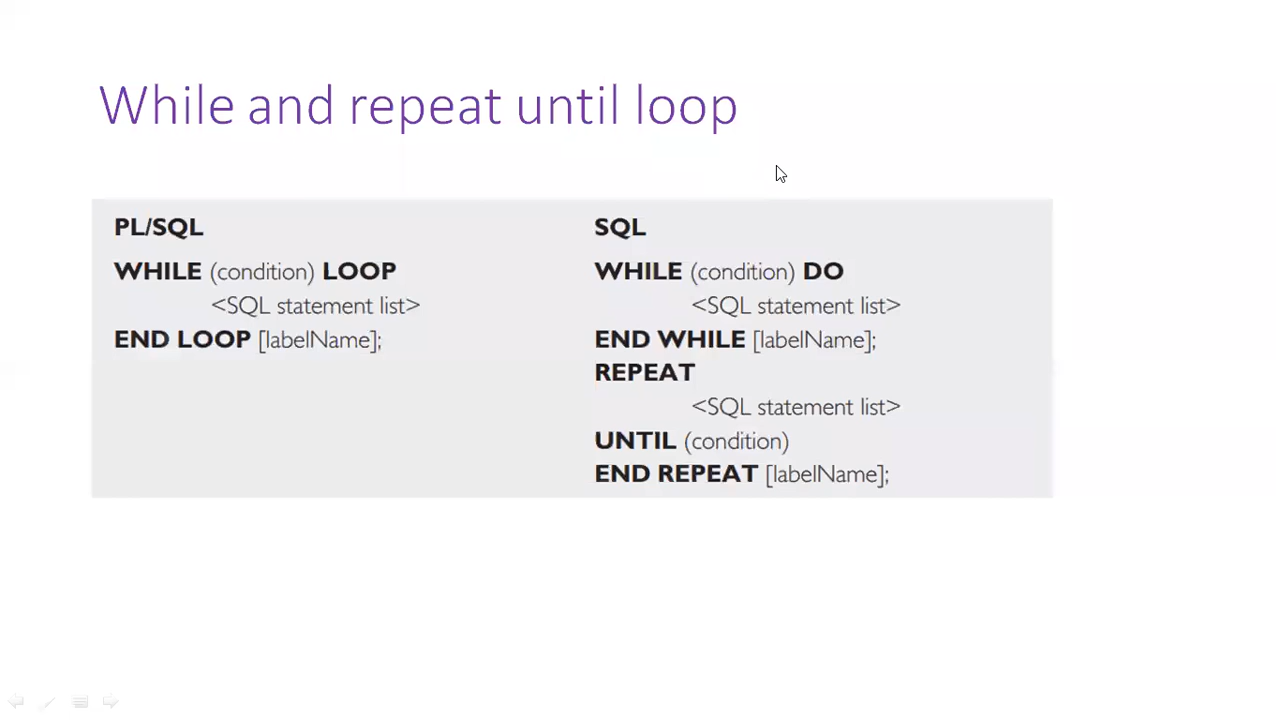 While and repeat until loop
PL/SQL
WHILE (condition) LOOP
<SQL statement list>
END LOOP [labelName];
SQL
WHILE (condition) DO
<SQL statement list>
END WHILE [labelName];
REPEAT
<SQL statement list>
UNTIL (condition)
END REPEAT [labelName];